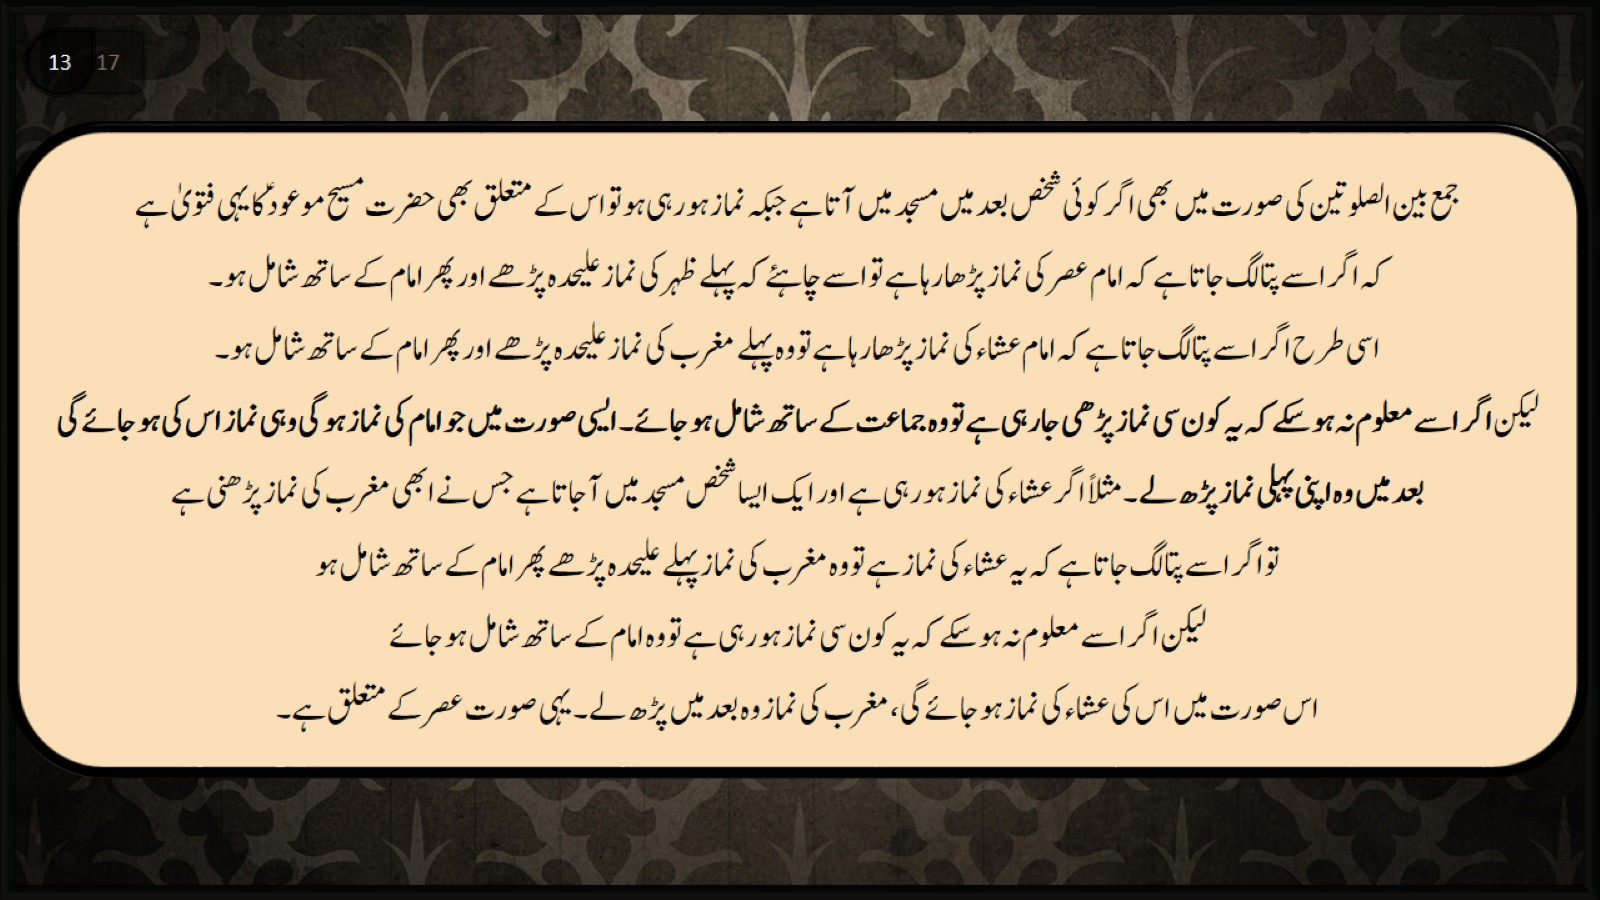 13 17
جمع بین الصلوتین کی صورت میں بھی اگر کوئی شخص بعد میں مسجد میں آتا ہے جبکہ نماز ہو رہی ہو تو اس کے متعلق بھی حضرت مسیح موعودؑ کا یہی فتویٰ ہے
کہ اگر اسے پتا لگ جاتا ہے کہ امام عصر کی نماز پڑھا رہا ہے تو اسے چاہئے کہ پہلے ظہر کی نماز علیحدہ پڑھے اور پھر امام کے ساتھ شامل ہو۔
اسی طرح اگر اسے پتا لگ جاتا ہے کہ امام عشاء کی نماز پڑھا رہا ہے تو وہ پہلے مغرب کی نماز علیحدہ پڑھے اور پھر امام کے ساتھ شامل ہو۔
لیکن اگر اسے معلوم نہ ہو سکے کہ یہ کون سی نماز پڑھی جا رہی ہے تو وہ جماعت کے ساتھ شامل ہو جائے۔ ایسی صورت میں جو امام کی نماز ہو گی وہی نماز اس کی ہو جائے گی
بعد میں وہ اپنی پہلی نماز پڑھ لے۔ مثلاً اگر عشاء کی نماز ہو رہی ہے اور ایک ایسا شخص مسجد میں آ جاتا ہے جس نے ابھی مغرب کی نماز پڑھنی ہے
تو اگر اسے پتا لگ جاتا ہے کہ یہ عشاء کی نماز ہے تو وہ مغرب کی نماز پہلے علیحدہ پڑھے پھر امام کے ساتھ شامل ہو
لیکن اگر اسے معلوم نہ ہو سکے کہ یہ کون سی نماز ہو رہی ہے تو وہ امام کے ساتھ شامل ہو جائے
اس صورت میں اس کی عشاء کی نماز ہو جائے گی، مغرب کی نماز وہ بعد میں پڑھ لے۔ یہی صورت عصر کے متعلق ہے۔